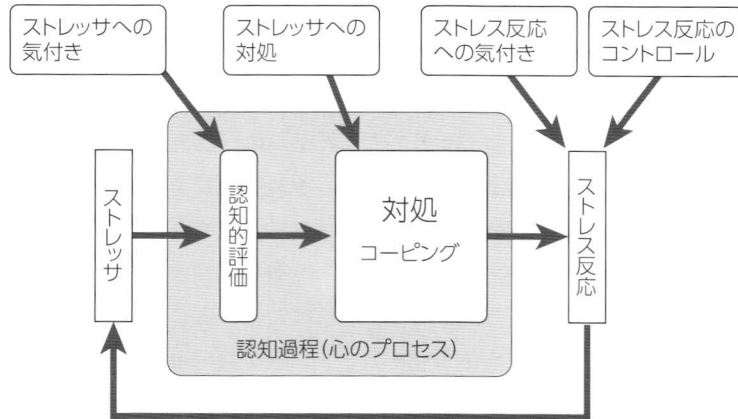 ストレッサへの
気付き
ストレッサへの
対処
ストレス反応
への気付き
ストレス反応の
コントロール
ストレッサ
認知的評価
対処
コーピング
ストレス反応
認知過程(心のプロセス)